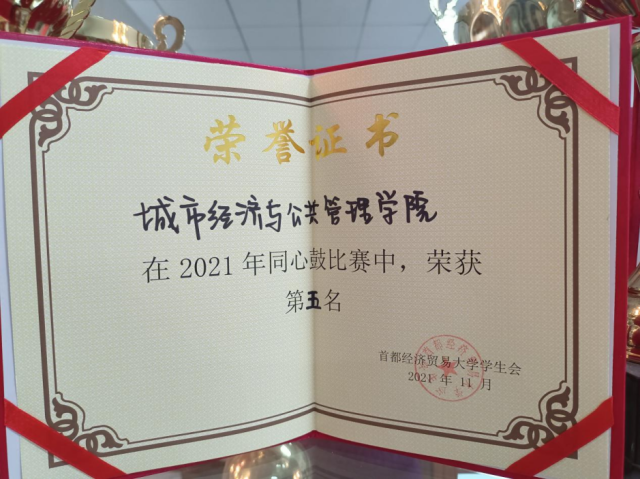 荣誉证书
城市经济与公共管理学院
在 2021 年同心鼓比赛中，荣获
第五名
首都经济贸易大学学生会
2021 年 11 月